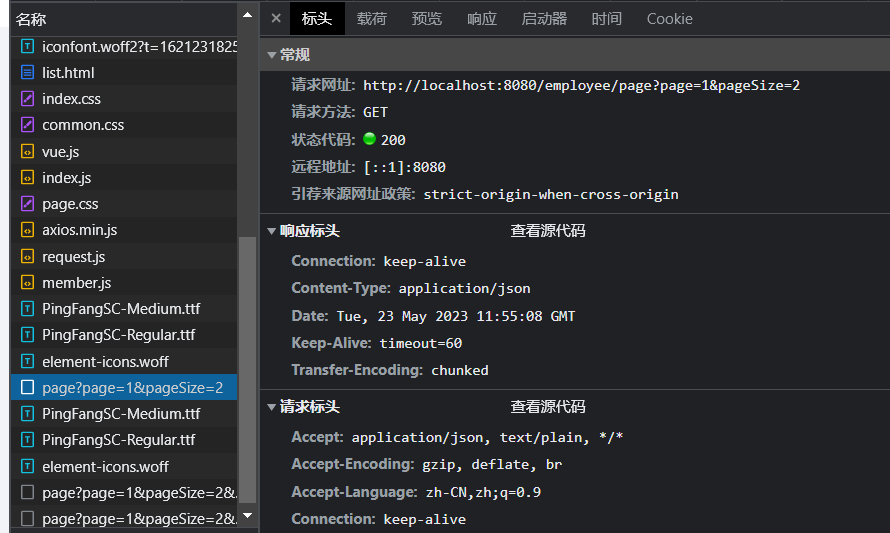 名称
iconfont.woff2?t=1621231825
list.html
index.css
common.css
vue.js
index.js
page.css
axios.min.js
request.js
member.js
PingFangSC-Medium.ttf
PingFangSC-Regular.ttf
element-icons.woff
page?page=1&pageSize=2
PingFangSC-Medium.ttf
PingFangSC-Regular.ttf
element-icons.woff
page?page=1&pageSize=2&.
page?page=1&pageSize=2&.
× 标头 载荷 预览 响应 启动器 时间 Cookie
常规
请求网址: http://localhost:8080/employee/page?page=1&pageSize=2
请求方法: GET
状态代码: 200
远程地址: [::1]:8080
引荐来源网址政策: strict-origin-when-cross-origin
响应标头 查看源代码
Connection: keep-alive
Content-Type: application/json
Date: Tue, 23 May 2023 11:55:08 GMT
Keep-Alive: timeout=60
Transfer-Encoding: chunked
请求标头 查看源代码
Accept: application/json, text/plain, */*
Accept-Encoding: gzip, deflate, br
Accept-Language: zh-CN,zh;q=0.9
Connection: keep-alive